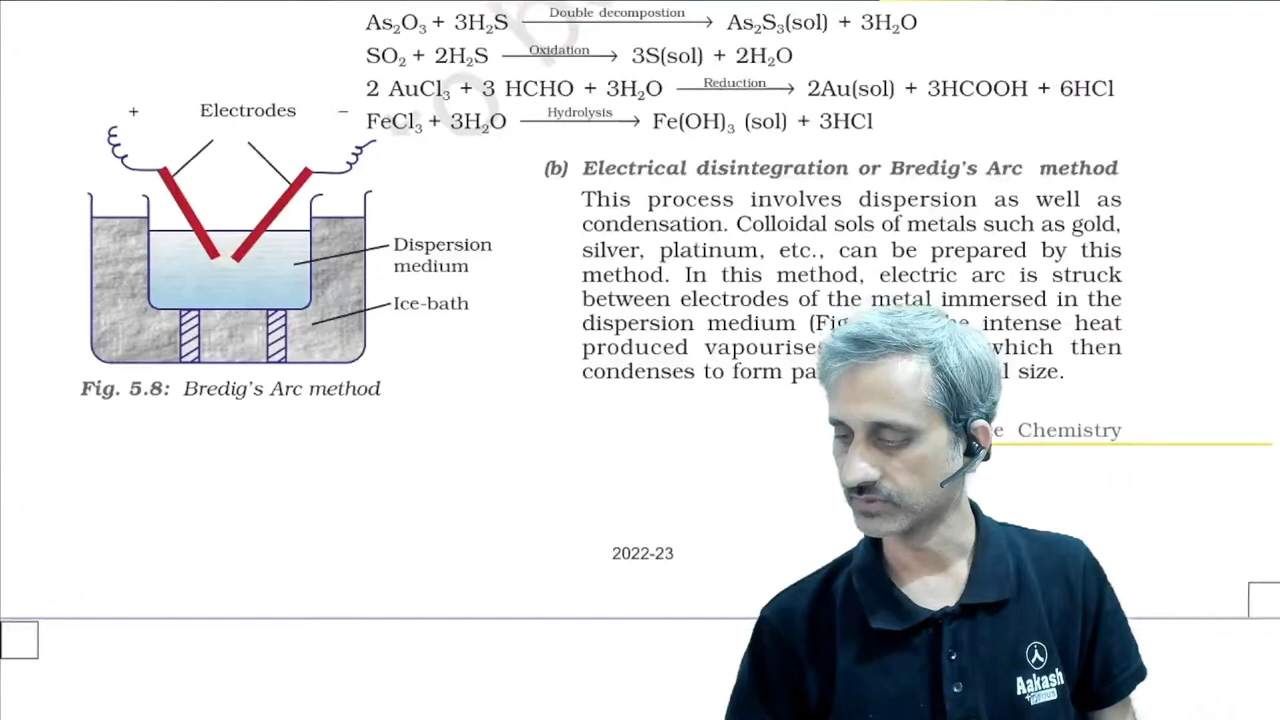 As₂O₃ + 3H₂S Double decompostion → As₂S₃(sol) + 3H₂O
SO₂ + 2H₂S Oxidation → 3S(sol) + 2H₂O
2 AuCl₃ + 3 HCHO + 3H₂O Reduction → 2Au(sol) + 3HCOOH + 6HCl
FeCl₃ + 3H₂O Hydrolysis → Fe(OH)₃ (sol) + 3HCl
+ Electrodes −
Dispersion
medium
Ice-bath
Fig. 5.8: Bredig's Arc method
(b) Electrical disintegration or Bredig's Arc method
This process involves dispersion as well as
condensation. Colloidal sols of metals such as gold,
silver, platinum, etc., can be prepared by this
method. In this method, electric arc is struck
between electrodes of the metal immersed in the
dispersion medium intense heat
produced vapourises which then
condenses to form size.
Chemistry
2022-23
Aakash